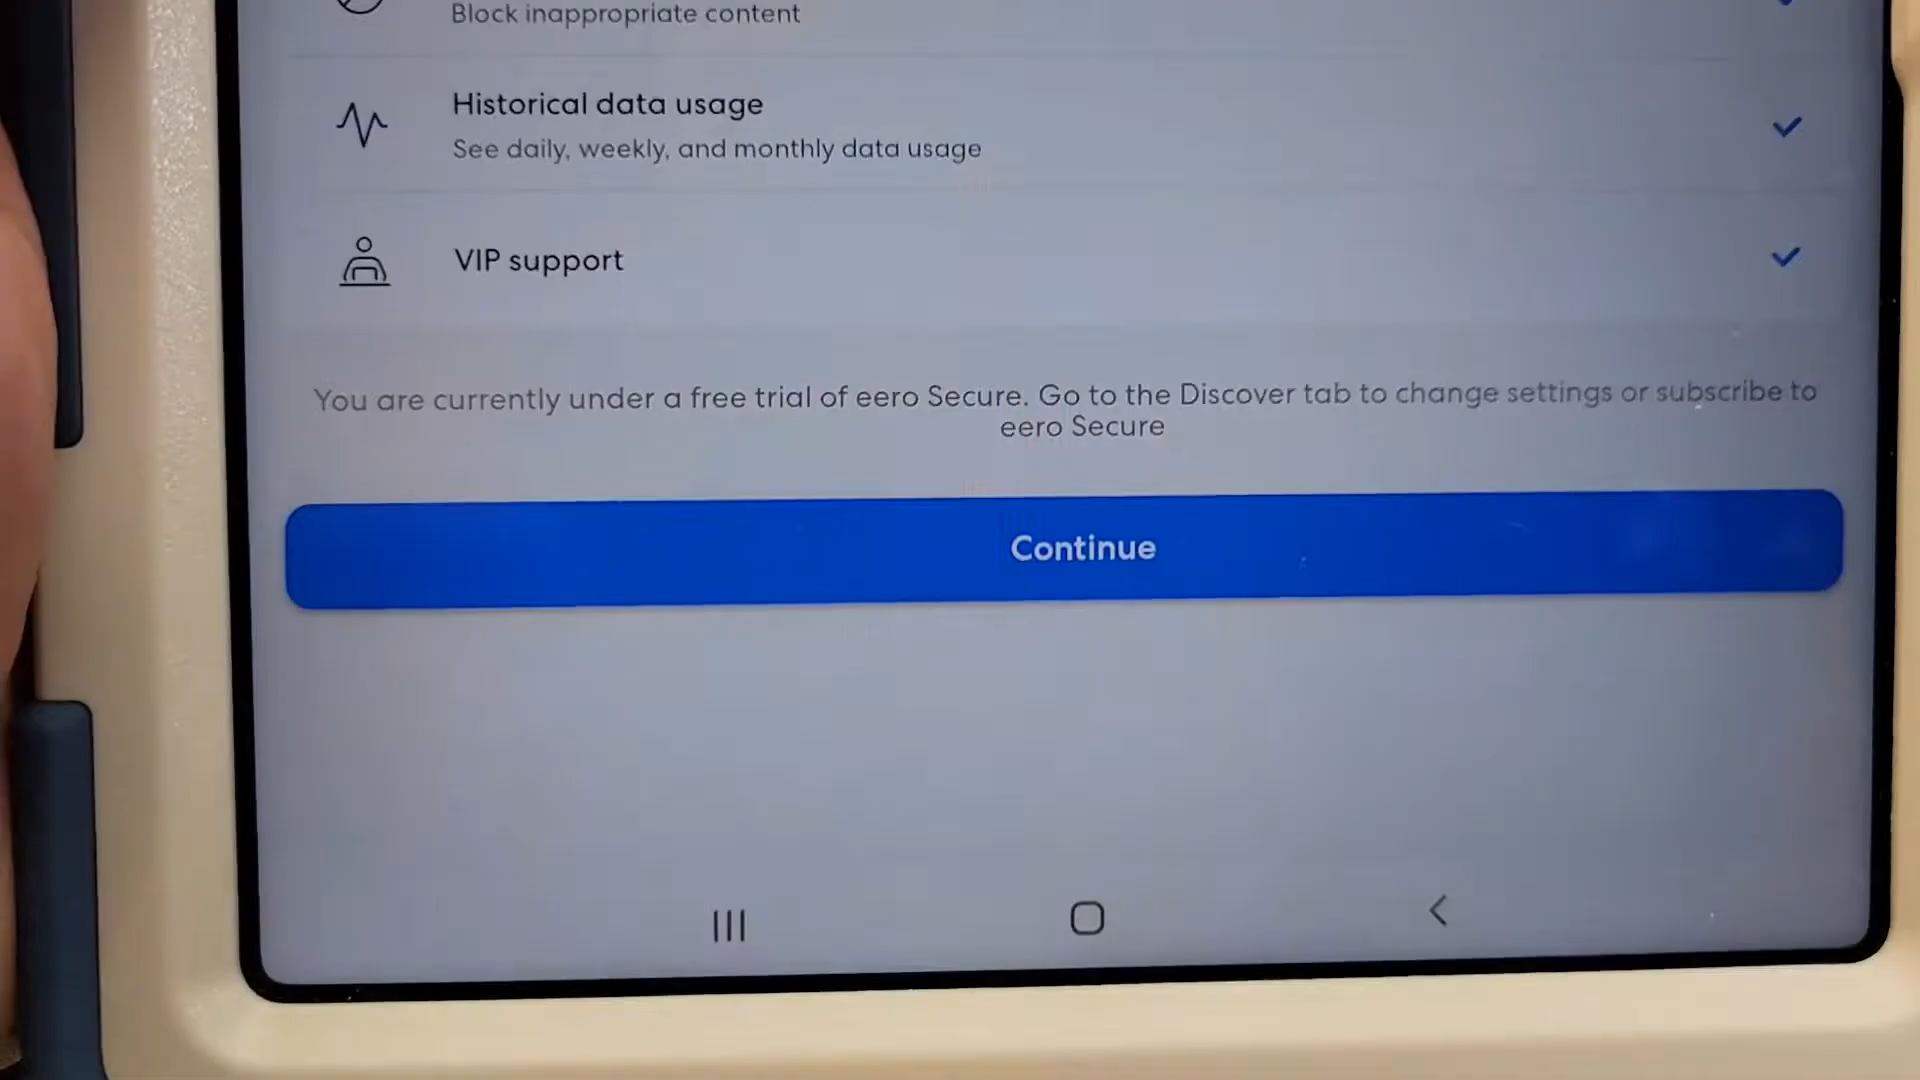 Block inappropriate content
Historical data usage
See daily, weekly, and monthly data usage
VIP support
You are currently under a free trial of eero Secure. Go to the Discover tab to change settings or subscribe to
eero Secure
Continue